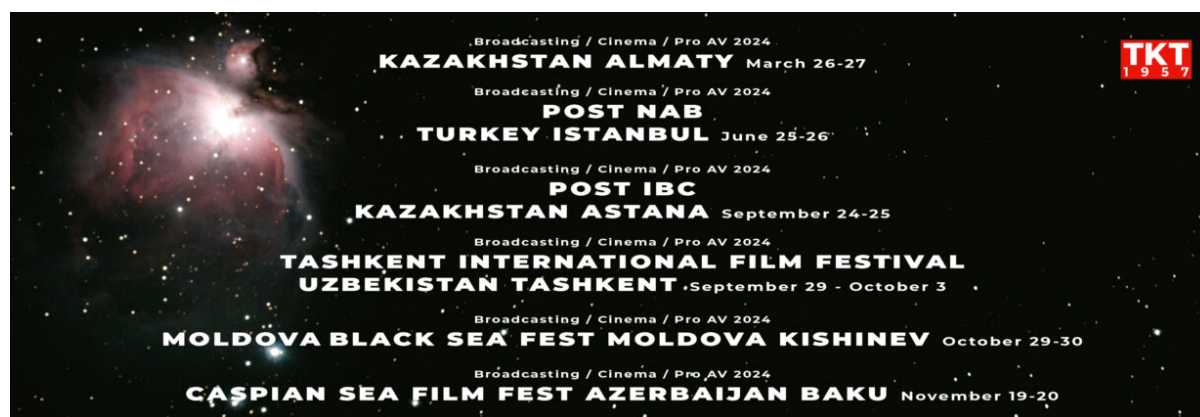 Broadcasting / Cinema / Pro AV 2024
KAZAKHSTAN ALMATY March 26-27
TKT
1957
Broadcasting / Cinema / Pro AV 2024
POST NAB
TURKEY ISTANBUL June 25-26
Broadcasting / Cinema / Pro AV 2024
POST IBC
KAZAKHSTAN ASTANA September 24-25
Broadcasting / Cinema / Pro AV 2024
TASHKENT INTERNATIONAL FILM FESTIVAL
UZBEKISTAN TASHKENT September 29 - October 3
Broadcasting / Cinema / Pro AV 2024
MOLDOVA BLACK SEA FEST MOLDOVA KISHINEV October 29-30
Broadcasting / Cinema / Pro AV 2024
CASPIAN SEA FILM FEST AZERBAIJAN BAKU November 19-20